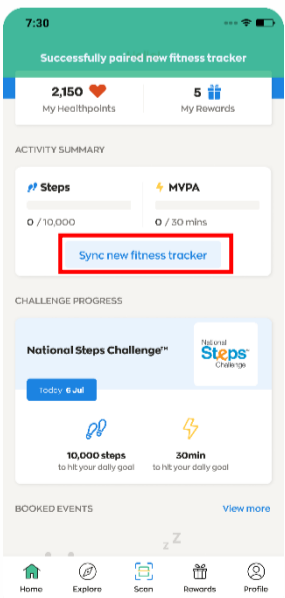 7:30
Successfully paired new fitness tracker
2,150
5
My Healthpoints
My Rewards
ACTIVITY SUMMARY
Steps
MVPA
0 / 10,000
0 / 30 mins
Sync new fitness tracker
CHALLENGE PROGRESS
National Steps Challenge™
National
Steps
Challenge
Today 6 Jul
10,000 steps
to hit your daily goal
30min
to hit your daily goal
BOOKED EVENTS
View more
z Z
Home
Explore
Scan
Rewards
Profile